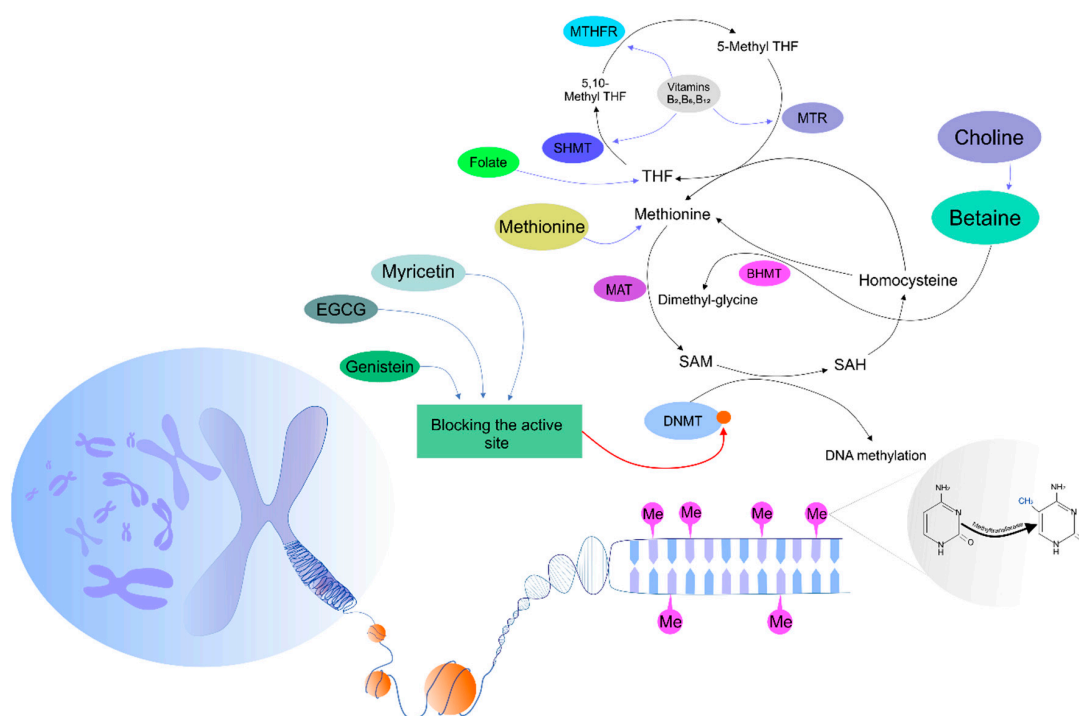 MTHFR
5-Methyl THF
5,10-
Methyl THF
Vitamins
B₂,B₆,B₁₂
MTR
SHMT
Choline
Folate
THF
Methionine
Methionine
Betaine
Myricetin
BHMT
Homocysteine
MAT
Dimethyl-glycine
EGCG
Genistein
SAM
SAH
Blocking the active
site
DNMT
DNA methylation
NH₂
CH₃
NH₂
N
N
Methyltransferase
N
H
O
N
H
Me
Me
Me
Me
Me
Me